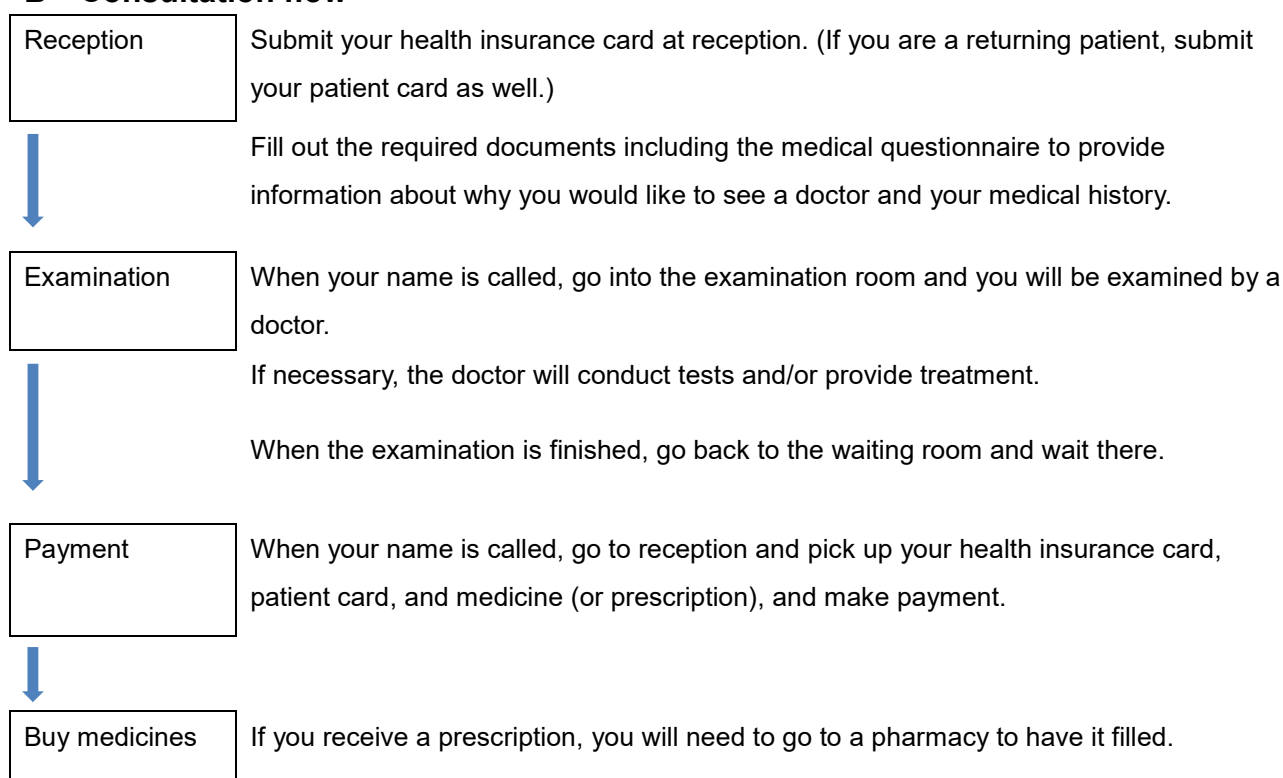 B Consultation flow
Reception
Submit your health insurance card at reception. (If you are a returning patient, submit
your patient card as well.)
Fill out the required documents including the medical questionnaire to provide
information about why you would like to see a doctor and your medical history.
Examination
When your name is called, go into the examination room and you will be examined by a
doctor.
If necessary, the doctor will conduct tests and/or provide treatment.
When the examination is finished, go back to the waiting room and wait there.
Payment
When your name is called, go to reception and pick up your health insurance card,
patient card, and medicine (or prescription), and make payment.
Buy medicines
If you receive a prescription, you will need to go to a pharmacy to have it filled.